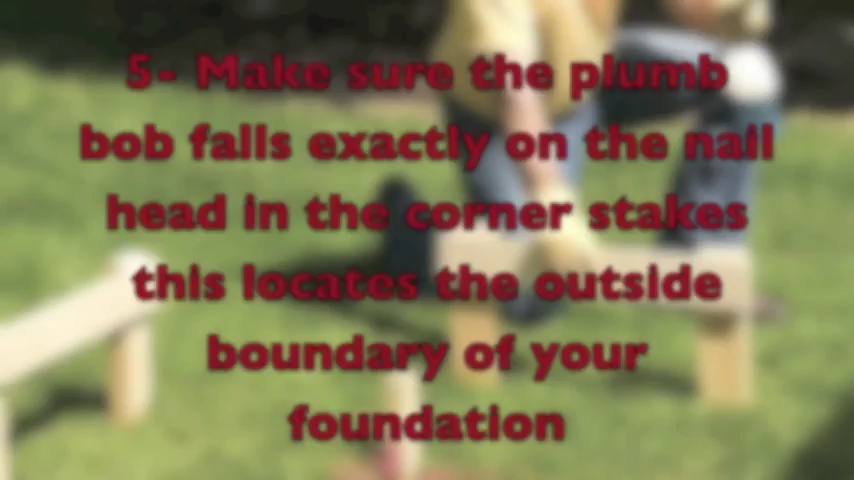 5- Make sure the plumb
bob falls exactly on the nail
head in the corner stakes
this locates the outside
boundary of your
foundation